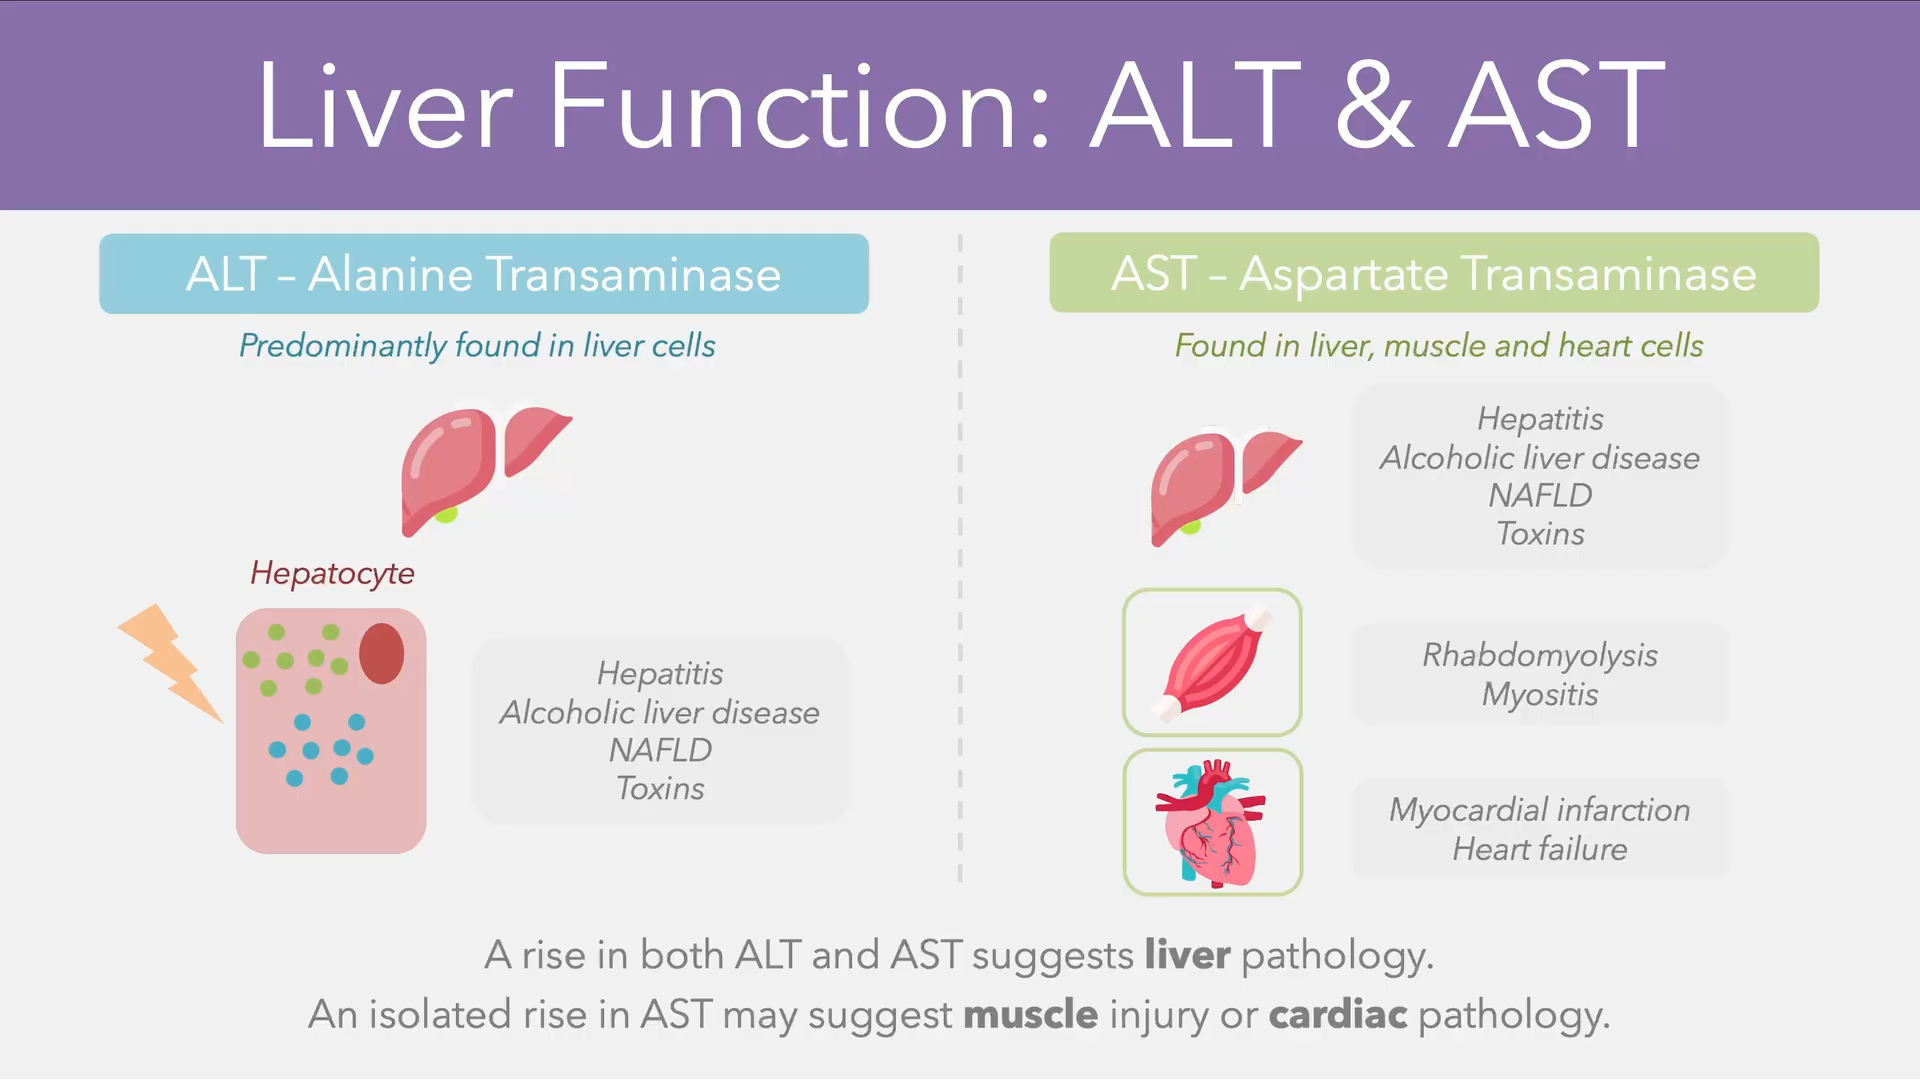 Liver Function: ALT & AST
ALT – Alanine Transaminase
Predominantly found in liver cells
Hepatocyte
Hepatitis
Alcoholic liver disease
NAFLD
Toxins
AST – Aspartate Transaminase
Found in liver, muscle and heart cells
Hepatitis
Alcoholic liver disease
NAFLD
Toxins
Rhabdomyolysis
Myositis
Myocardial infarction
Heart failure
A rise in both ALT and AST suggests liver pathology.
An isolated rise in AST may suggest muscle injury or cardiac pathology.